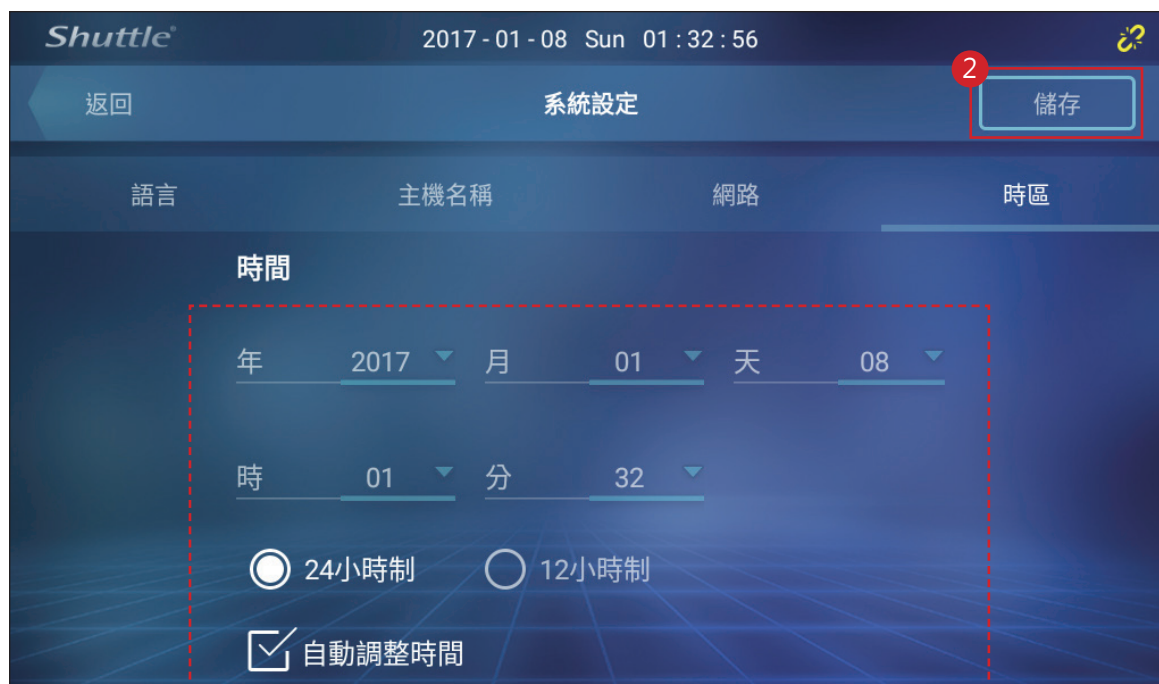 Shuttle® 2017-01-08 Sun 01:32:56
2
返回 系統設定 儲存
語言 主機名稱 網路 時區
時間
年 2017 月 01 天 08
時 01 分 32
24小時制 12小時制
自動調整時間